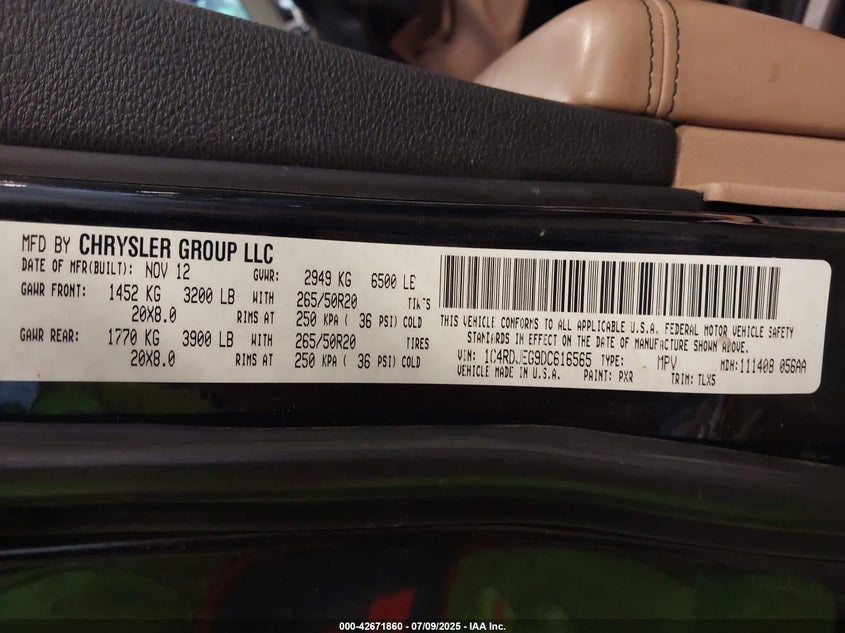 MFD BY CHRYSLER GROUP LLC
DATE OF MFR(BUILT): NOV 12 GVWR: 2949 KG 6500 LE
GAWR FRONT: 1452 KG 3200 LB WITH 265/50R20
20X8.0 RIMS AT 250 KPA ( 36 PSI) COLD
GAWR REAR: 1770 KG 3900 LB WITH 265/50R20 TIRES
20X8.0 RIMS AT 250 KPA ( 36 PSI) COLD
THIS VEHICLE CONFORMS TO ALL APPLICABLE U.S.A. FEDERAL MOTOR VEHICLE SAFETY
STANDARDS IN EFFECT ON THE DATE OF MANUFACTURE SHOWN ABOVE.
VIN: 1C4RDJEG9DC616565 TYPE: MPV MDH:111408 056AA
VEHICLE MADE IN U.S.A. PAINT: PXR TRIM: TLX5
000-42671860 - 07/09/2025 - IAA Inc.